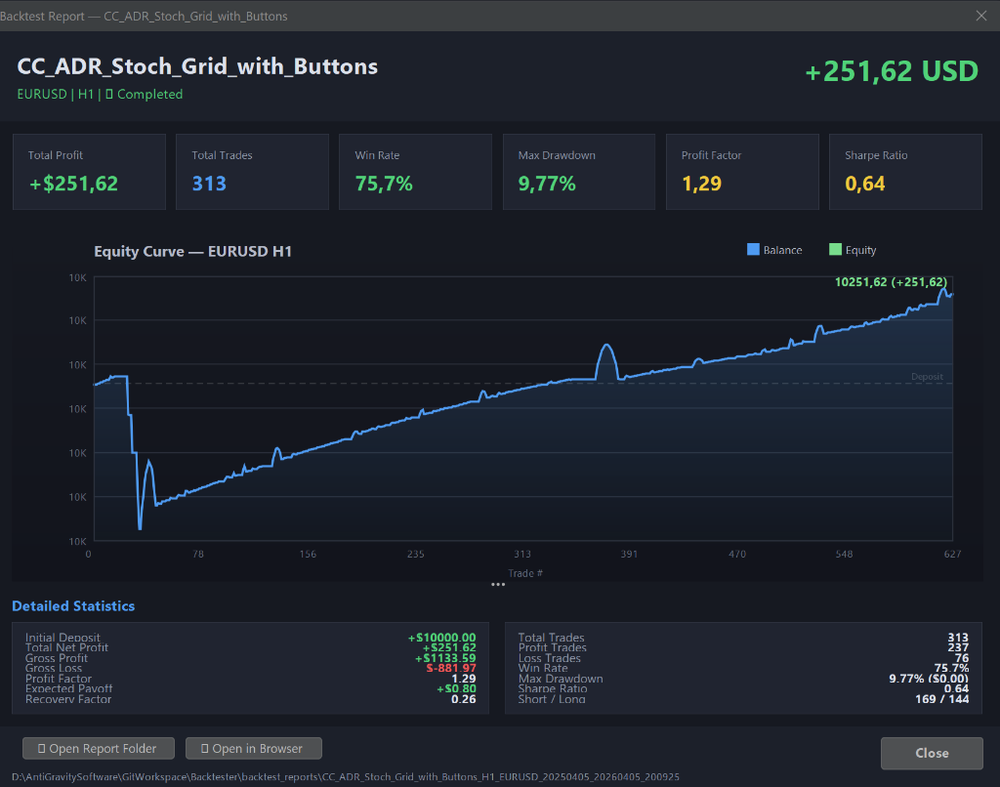 Backtest Report — CC_ADR_Stoch_Grid_with_Buttons
CC_ADR_Stoch_Grid_with_Buttons
+251,62 USD
EURUSD | H1 | Completed
Total Profit
+$251,62
Total Trades
313
Win Rate
75,7%
Max Drawdown
9,77%
Profit Factor
1,29
Sharpe Ratio
0,64
Equity Curve — EURUSD H1
Balance
Equity
10251,62 (+251,62)
10K
10K
10K
10K
10K
10K
10K
Deposit
0
78
156
235
313
391
470
548
627
Trade #
Detailed Statistics
Initial Deposit +$10000.00
Total Net Profit +$251.62
Gross Profit +$1133.59
Gross Loss $-881.97
Profit Factor 1.29
Expected Payoff +$0.80
Recovery Factor 0.26
Total Trades 313
Profit Trades 237
Loss Trades 76
Win Rate 75.7%
Max Drawdown 9.77% ($0.00)
Sharpe Ratio 0.64
Short / Long 169 / 144
Open Report Folder
Open in Browser
Close
D:\AntiGravitySoftware\GitWorkspace\Backtester\backtest_reports\CC_ADR_Stoch_Grid_with_Buttons_H1_EURUSD_20250405_20260405_200925